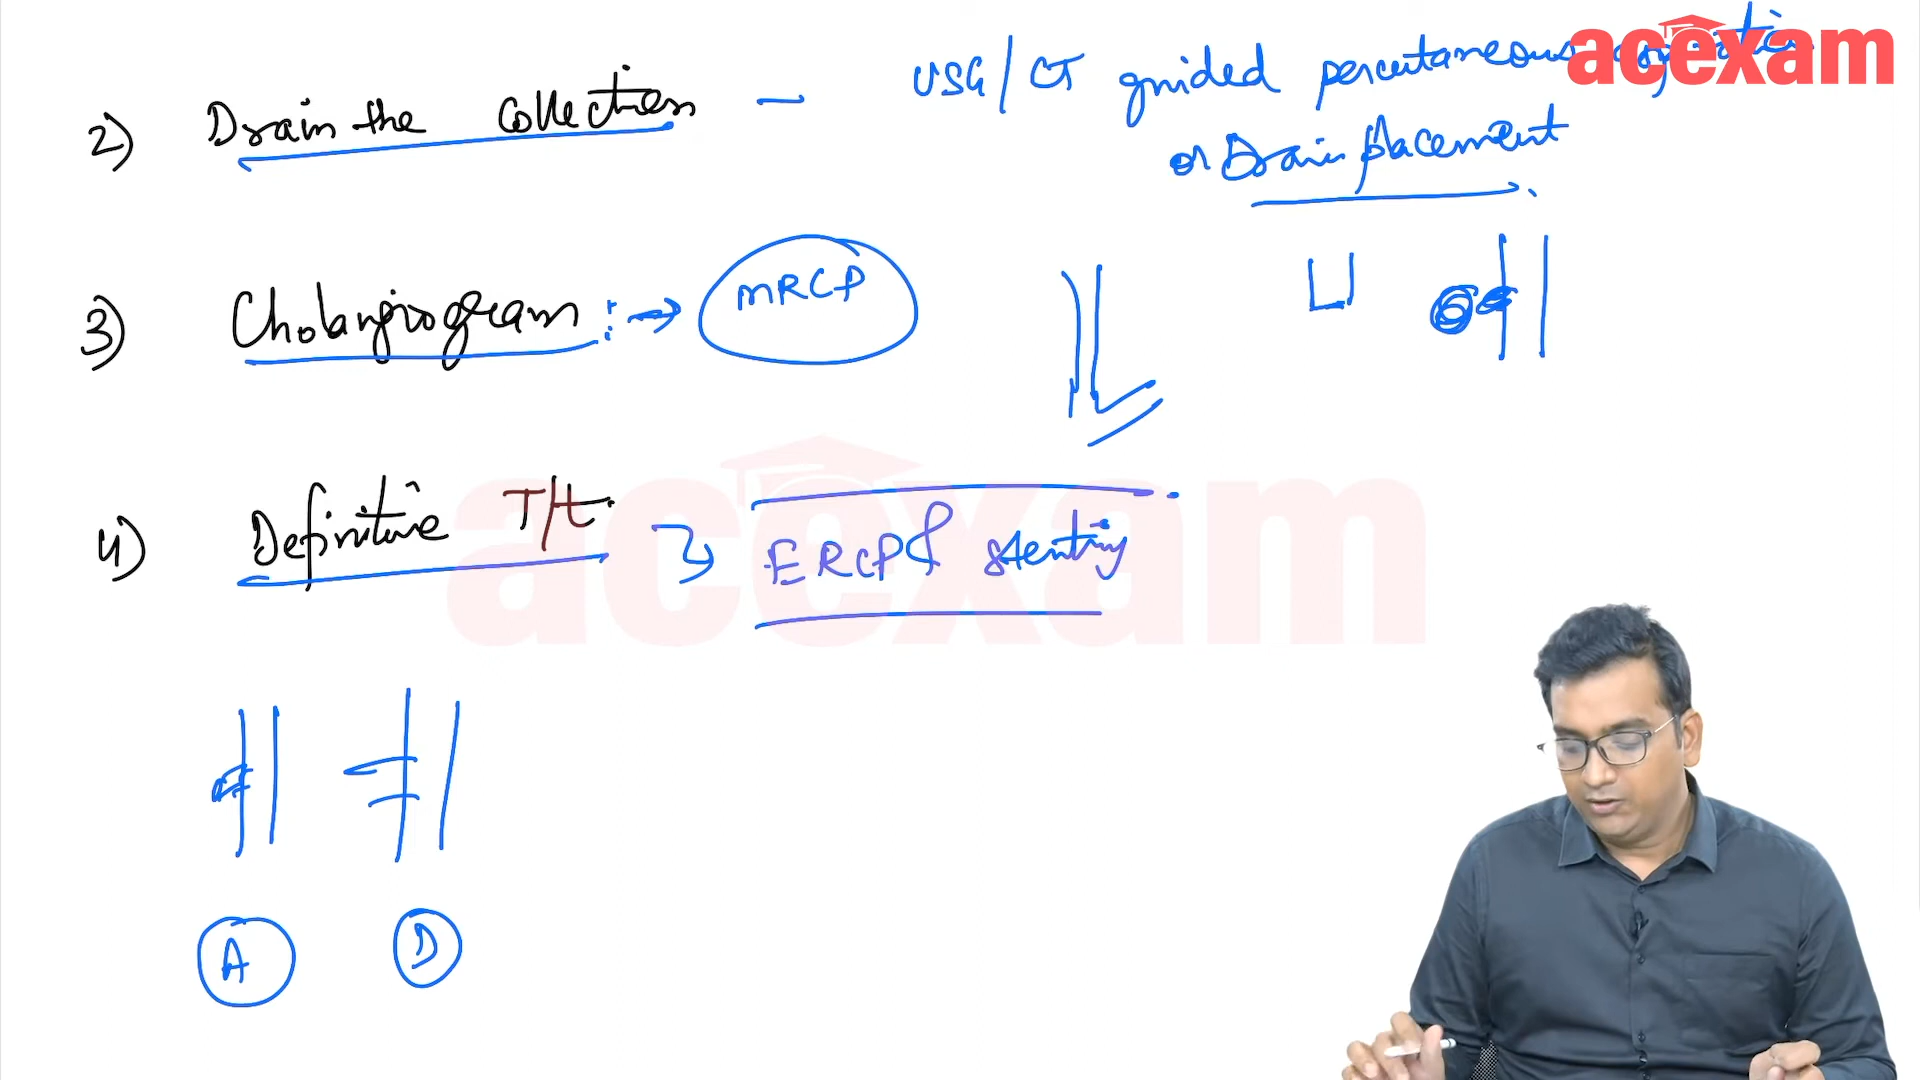 acexam
2) Drain the collection - USG/CT guided percutaneous
or Drain placement
3) Cholangiogram :→ MRCP
4) Definitive T/t. ERCP & stenting
acexam
A D